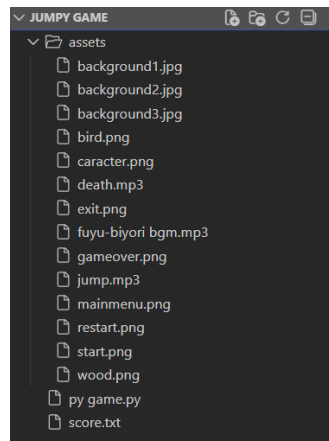 JUMPY GAME
assets
background1.jpg
background2.jpg
background3.jpg
bird.png
caracter.png
death.mp3
exit.png
fuyu-biyori bgm.mp3
gameover.png
jump.mp3
mainmenu.png
restart.png
start.png
wood.png
py game.py
score.txt